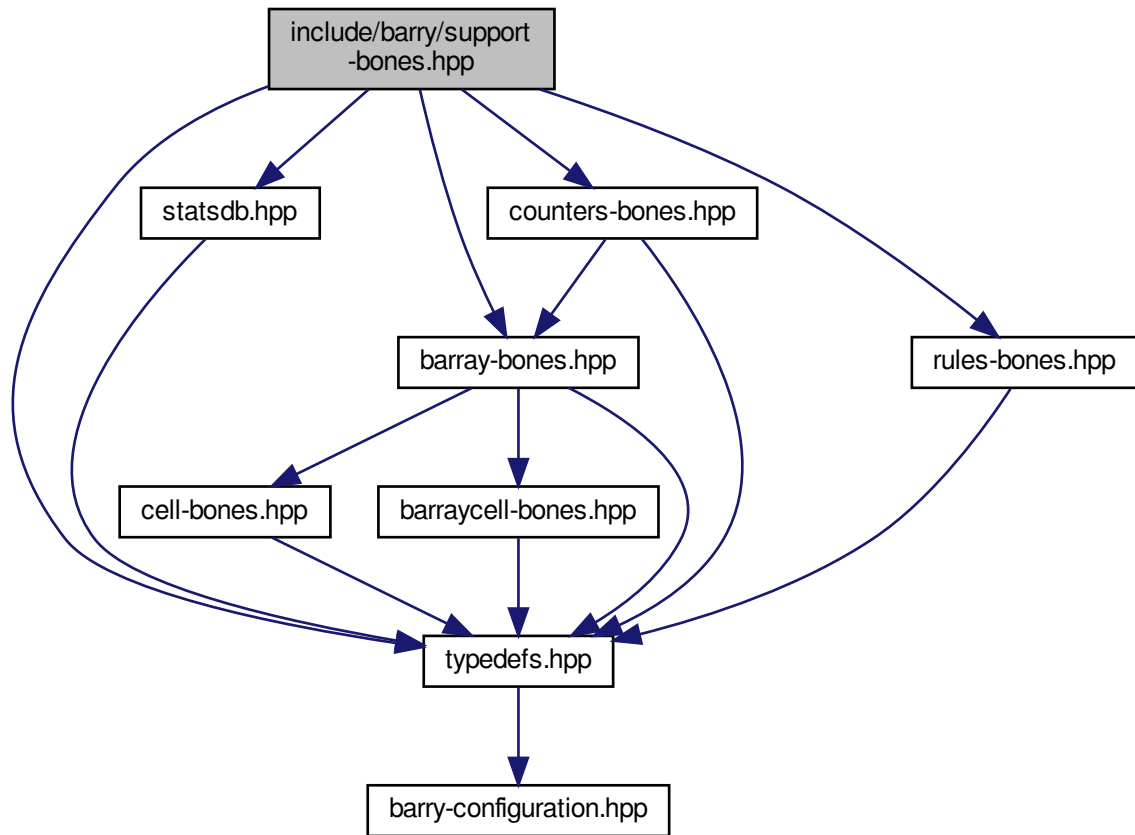 include/barry/support
-bones.hpp
statsdb.hpp
counters-bones.hpp
barray-bones.hpp
rules-bones.hpp
cell-bones.hpp
barraycell-bones.hpp
typedefs.hpp
barry-configuration.hpp